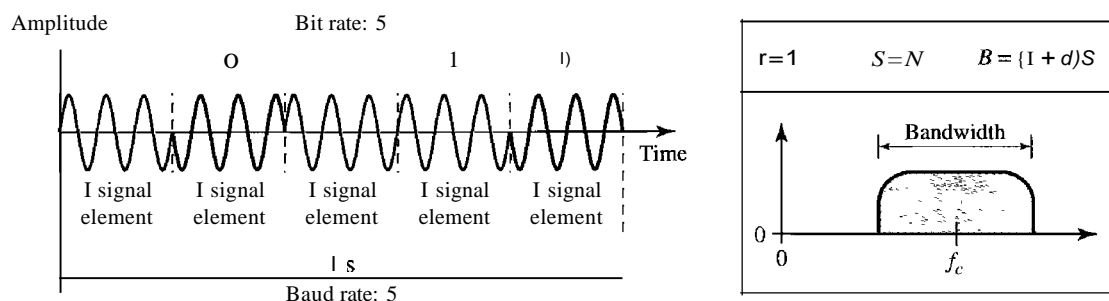 Amplitude
Bit rate: 5
O 1 I)
Time
I signal element
I signal element
I signal element
I signal element
I signal element
I s
Baud rate: 5
r=1 S=N B={I + d)S
Bandwidth
0
0 fc